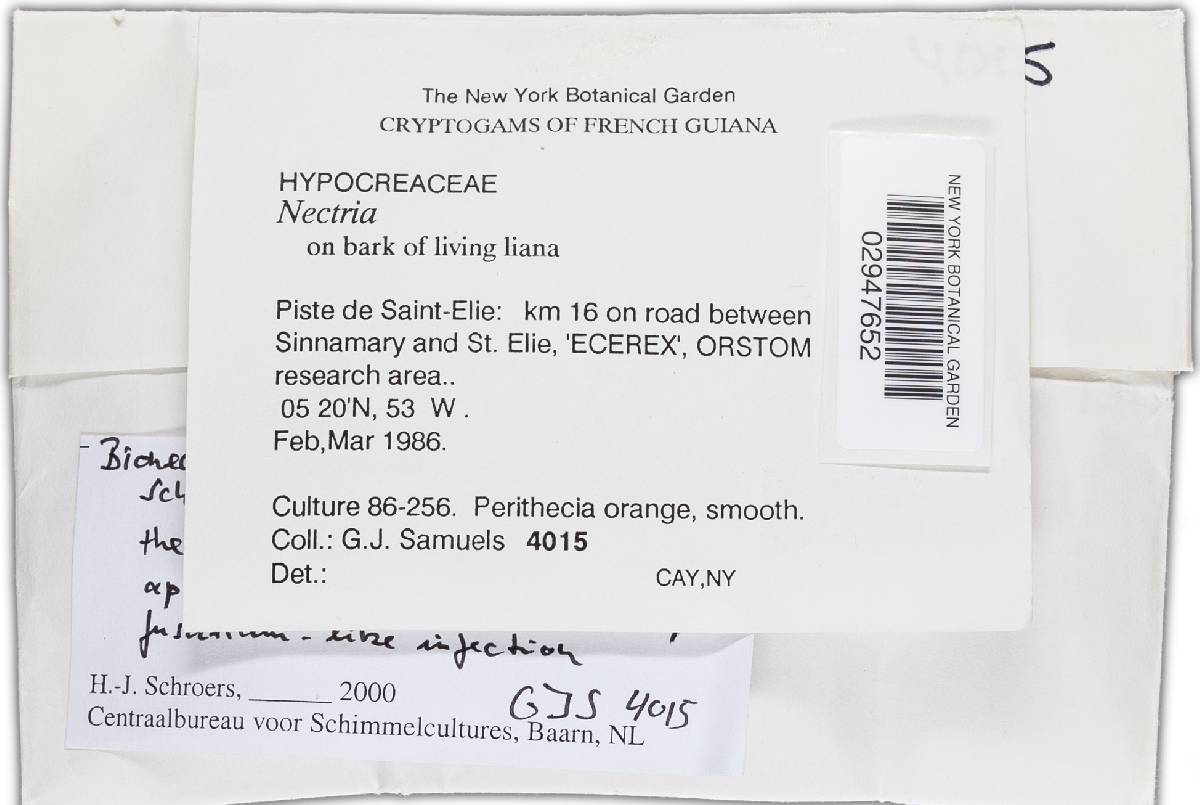 The New York Botanical Garden
CRYPTOGAMS OF FRENCH GUIANA
HYPOCREACEAE
Nectria
on bark of living liana
Piste de Saint-Elie: km 16 on road between
Sinnamary and St. Elie, 'ECEREX', ORSTOM
research area..
05 20'N, 53 W .
Feb,Mar 1986.
Culture 86-256. Perithecia orange, smooth.
Coll.: G.J. Samuels 4015
Det.: CAY,NY
NEW YORK BOTANICAL GARDEN
02947652
5
the
- like infection
H.-J. Schroers, ______ 2000
GJS 4015
Centraalbureau voor Schimmelcultures, Baarn, NL